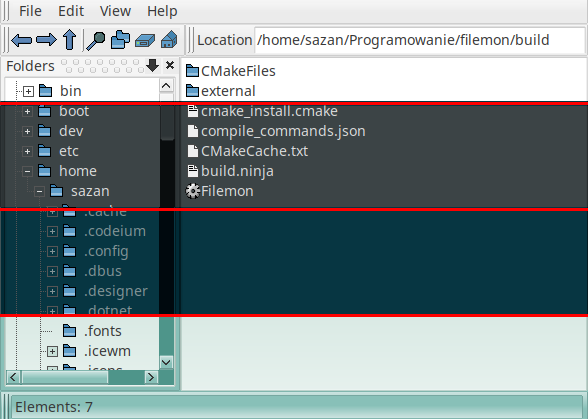 File Edit View Help
Location /home/sazan/Programowanie/filemon/build
Folders
bin
boot
dev
etc
home
sazan
.cache
.codeium
.config
.dbus
.designer
.dotnet
.fonts
.icewm
.icons
CMakeFiles
external
cmake_install.cmake
compile_commands.json
CMakeCache.txt
build.ninja
Filemon
Elements: 7